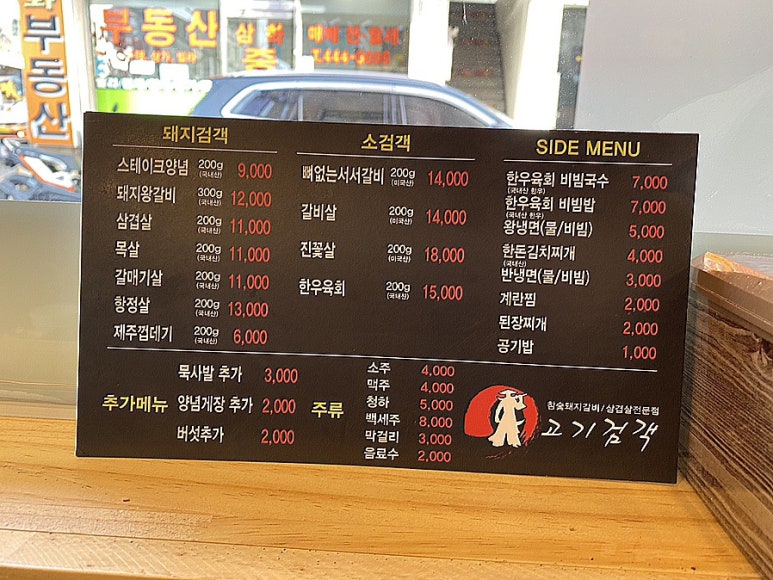 부동산
부동산 삼화
매매 전·월세
중
T.444-
돼지검객
스테이크양념 200g (국내산) 9,000
돼지왕갈비 300g (국내산) 12,000
삼겹살 200g (국내산) 11,000
목살 200g (국내산) 11,000
갈매기살 200g (국내산) 11,000
항정살 200g (국내산) 13,000
제주껍데기 200g (국내산) 6,000
소검객
뼈없는서서갈비 200g (미국산) 14,000
갈비살 200g (미국산) 14,000
진꽃살 200g (미국산) 18,000
한우육회 200g (국내산) 15,000
SIDE MENU
한우육회 비빔국수 7,000
(국내산 한우)
한우육회 비빔밥 7,000
(국내산 한우)
왕냉면(물/비빔) 5,000
한돈김치찌개 4,000
(국내산)
반냉면(물/비빔) 3,000
계란찜 2,000
된장찌개 2,000
공기밥 1,000
추가메뉴
묵사발 추가 3,000
양념게장 추가 2,000
버섯추가 2,000
주류
소주 4,000
맥주 4,000
청하 5,000
백세주 8,000
막걸리 3,000
음료수 2,000
참숯돼지갈비/삼겹살전문점
고기검객